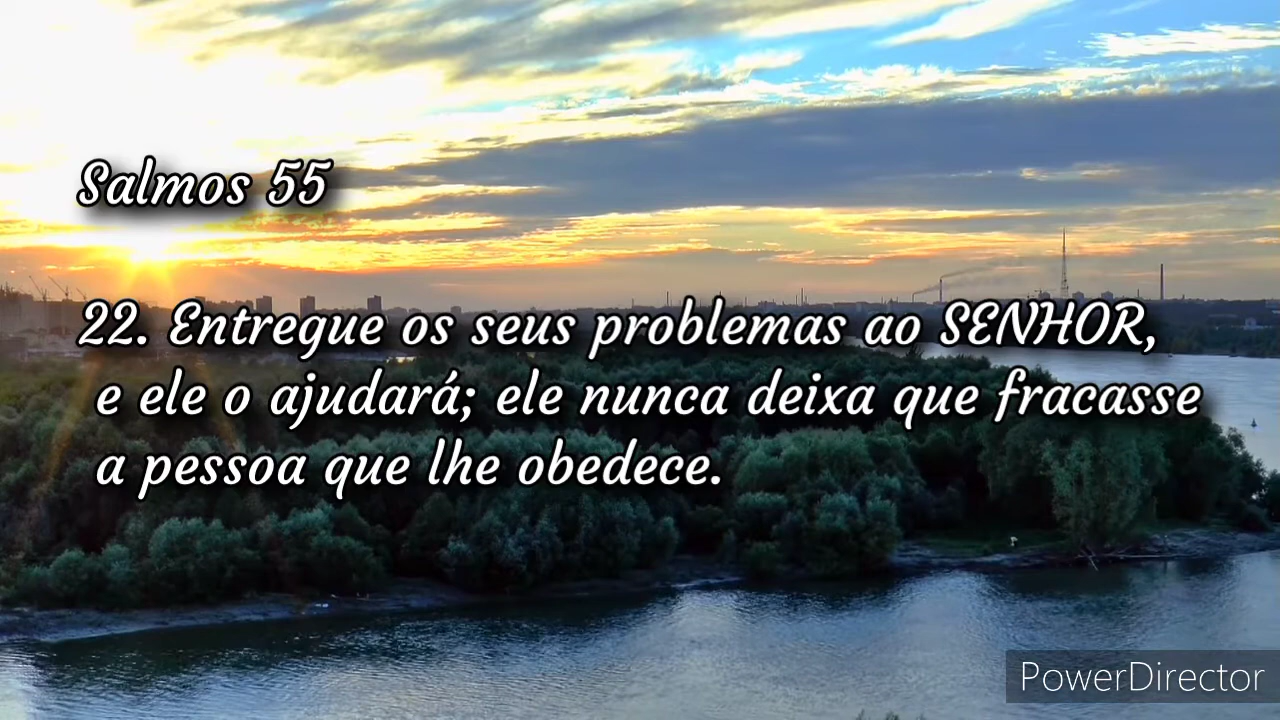 Salmos 55
22. Entregue os seus problemas ao SENHOR,
e ele o ajudará; ele nunca deixa que fracasse
a pessoa que lhe obedece.
PowerDirector